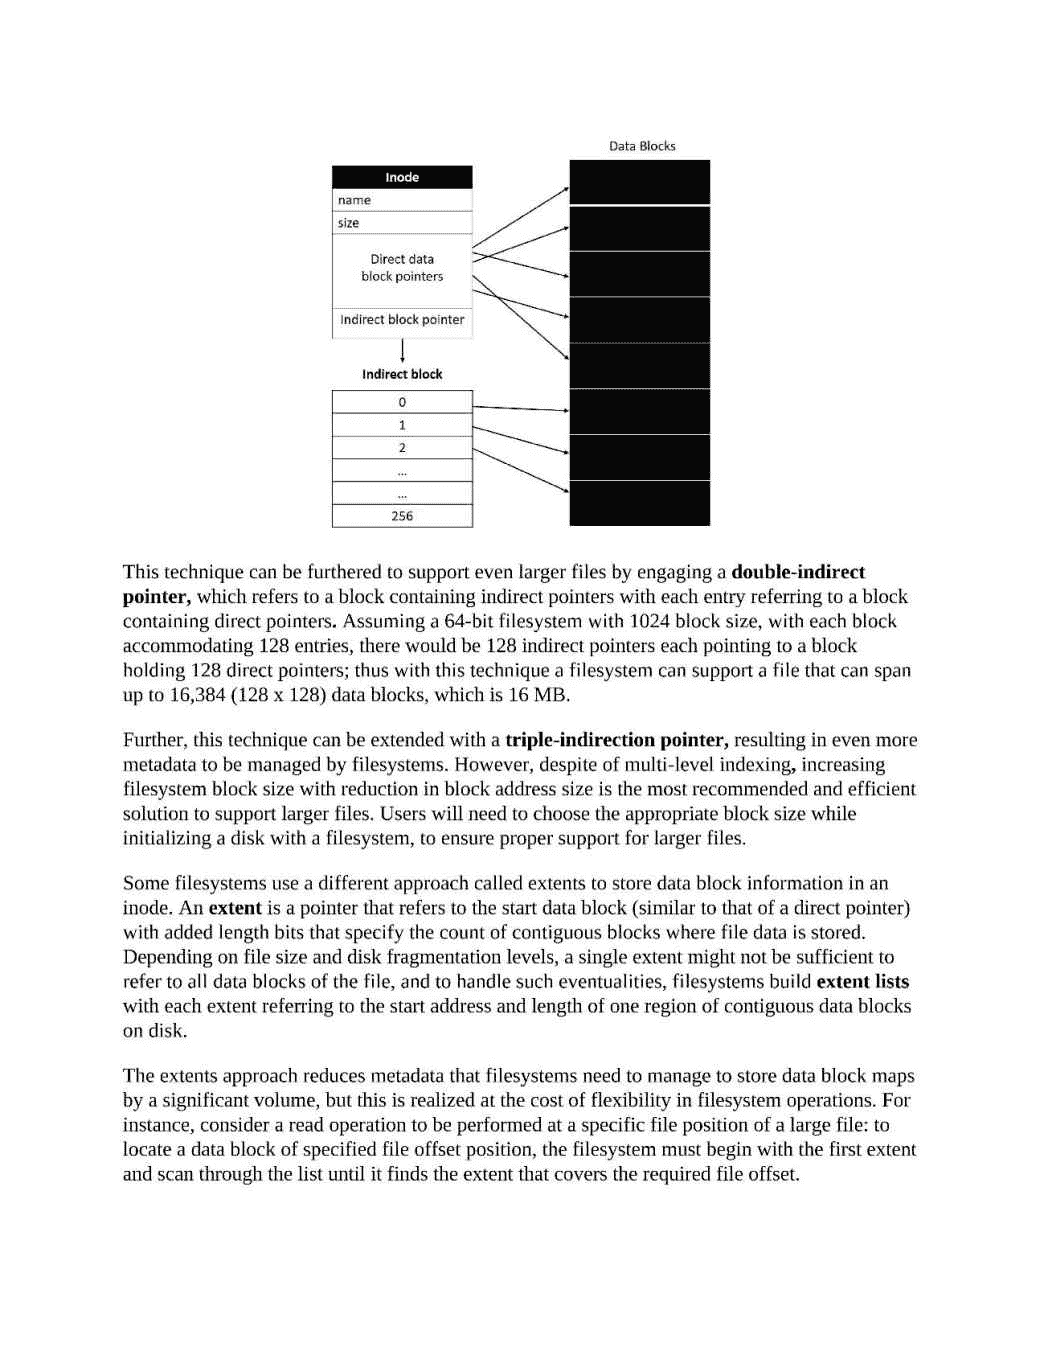 Data Blocks
Inode
name
size
Direct data
block pointers
Indirect block pointer
Indirect block
0
1
2
...
...
256
This technique can be furthered to support even larger files by engaging a double-indirect
pointer, which refers to a block containing indirect pointers with each entry referring to a block
containing direct pointers. Assuming a 64-bit filesystem with 1024 block size, with each block
accommodating 128 entries, there would be 128 indirect pointers each pointing to a block
holding 128 direct pointers; thus with this technique a filesystem can support a file that can span
up to 16,384 (128 x 128) data blocks, which is 16 MB.
Further, this technique can be extended with a triple-indirection pointer, resulting in even more
metadata to be managed by filesystems. However, despite of multi-level indexing, increasing
filesystem block size with reduction in block address size is the most recommended and efficient
solution to support larger files. Users will need to choose the appropriate block size while
initializing a disk with a filesystem, to ensure proper support for larger files.
Some filesystems use a different approach called extents to store data block information in an
inode. An extent is a pointer that refers to the start data block (similar to that of a direct pointer)
with added length bits that specify the count of contiguous blocks where file data is stored.
Depending on file size and disk fragmentation levels, a single extent might not be sufficient to
refer to all data blocks of the file, and to handle such eventualities, filesystems build extent lists
with each extent referring to the start address and length of one region of contiguous data blocks
on disk.
The extents approach reduces metadata that filesystems need to manage to store data block maps
by a significant volume, but this is realized at the cost of flexibility in filesystem operations. For
instance, consider a read operation to be performed at a specific file position of a large file: to
locate a data block of specified file offset position, the filesystem must begin with the first extent
and scan through the list until it finds the extent that covers the required file offset.